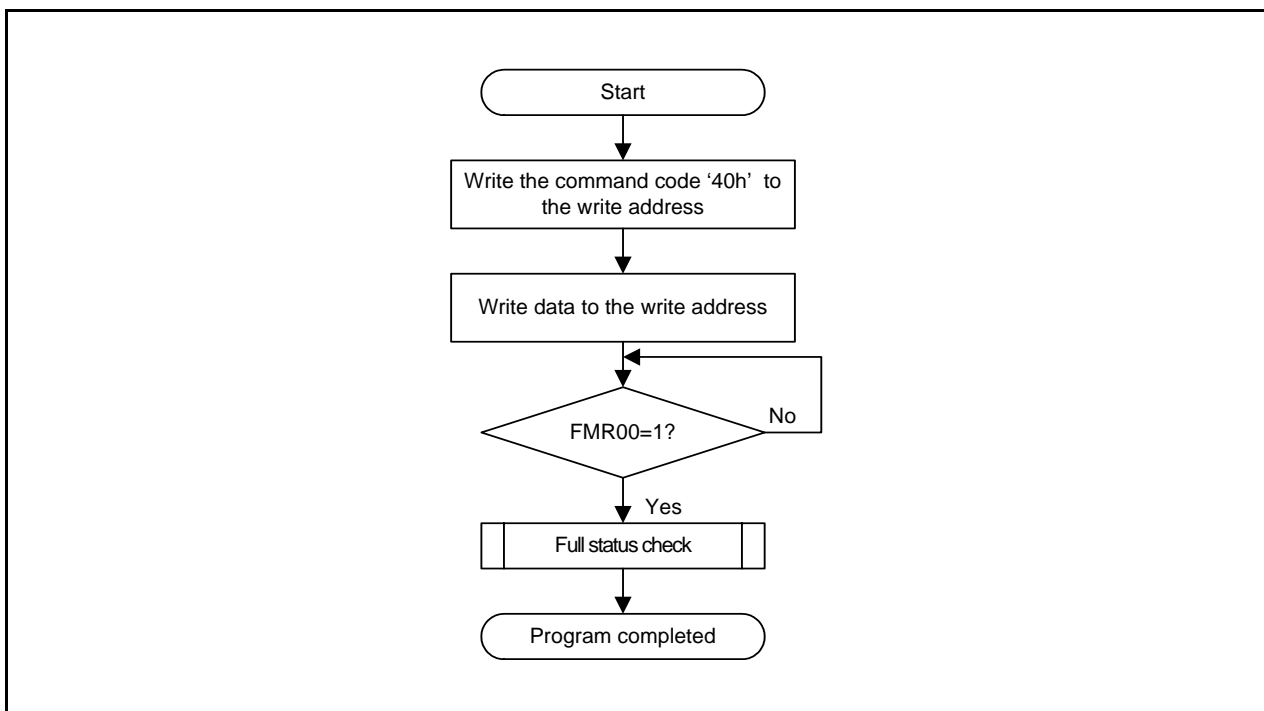 Start
Write the command code ‘40h’ to
the write address
Write data to the write address
FMR00=1?
No
Yes
Full status check
Program completed